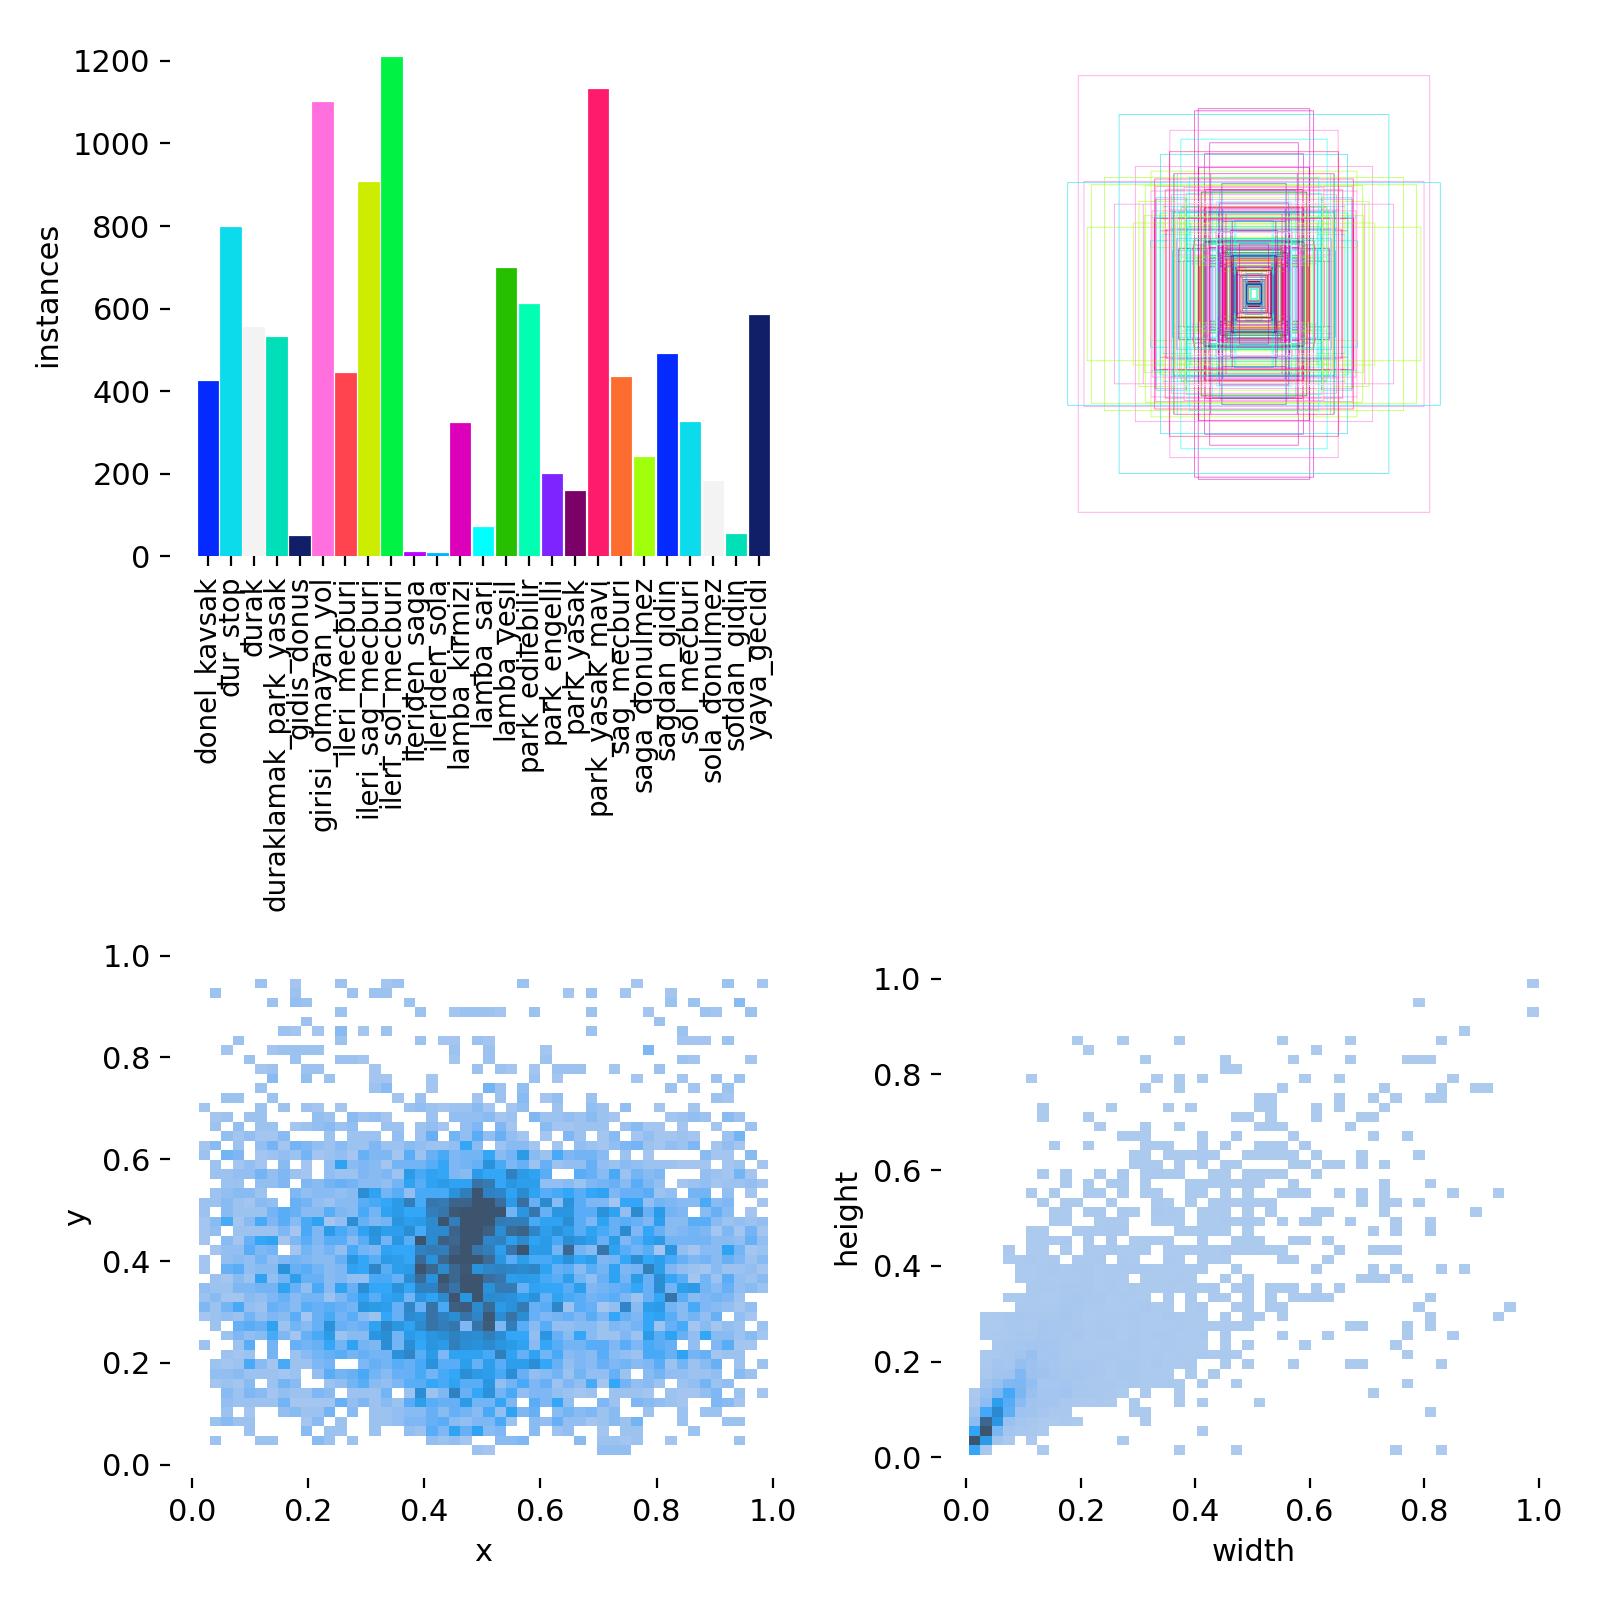 instances
1200
1000
800
600
400
200
0
donel_kavsak
dur_stop
durak
duraklamak_park_yasak
gidis_donus
girisi_olmayan_yol
ileri_mecburi
ileri_sag_mecburi
ileri_sol_mecburi
ileriden_saga
ileriden_sola
lamba_kirmizi
lamba_sari
lamba_yesil
park_editebilir
park_engelli
park_yasak
park_yasak_mavi
sag_mecburi
saga_donulmez
sagdan_gidin
sol_mecburi
sola_donulmez
soldan_gidin
yaya_gecidi
y
1.0
0.8
0.6
0.4
0.2
0.0
0.0 0.2 0.4 0.6 0.8 1.0
x
height
1.0
0.8
0.6
0.4
0.2
0.0
0.0 0.2 0.4 0.6 0.8 1.0
width